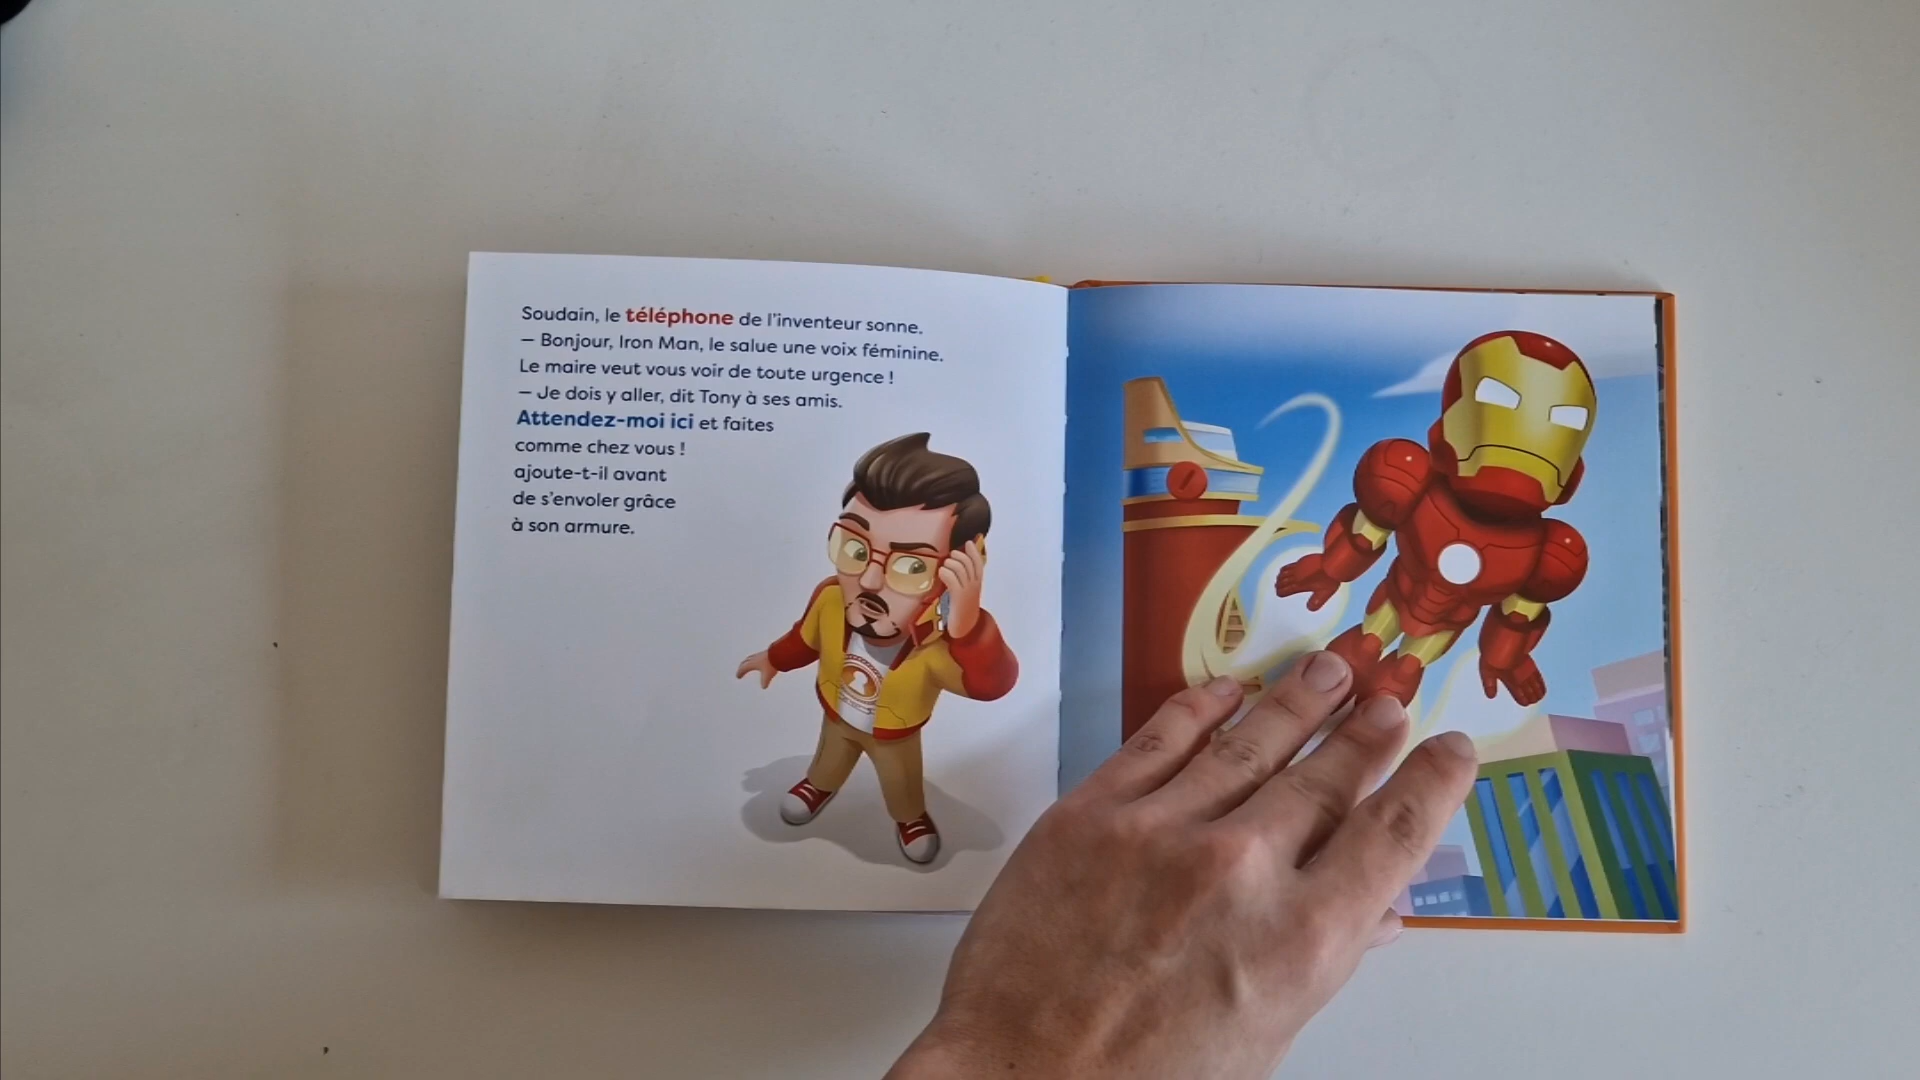 Soudain, le téléphone de l'inventeur sonne.
– Bonjour, Iron Man, le salue une voix féminine.
Le maire veut vous voir de toute urgence !
– Je dois y aller, dit Tony à ses amis.
Attendez-moi ici et faites
comme chez vous !
ajoute-t-il avant
de s'envoler grâce
à son armure.